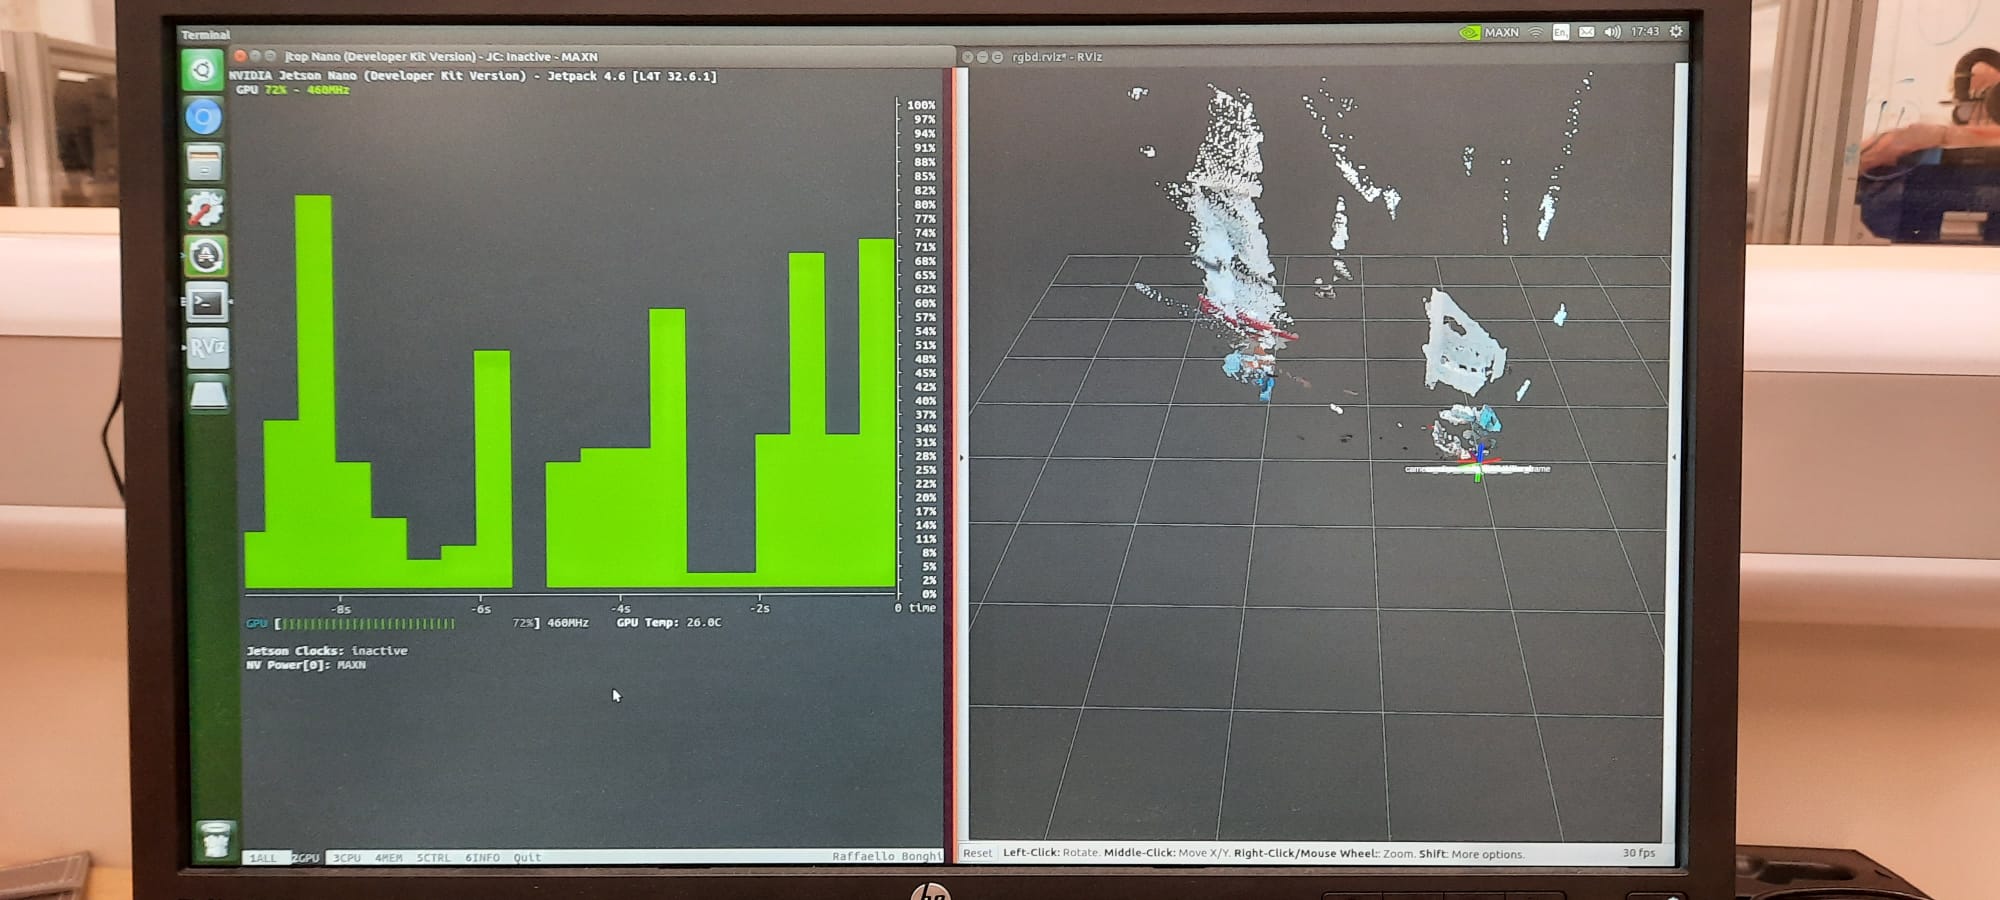 Terminal
MAXN
En
17:43
jtop Nano (Developer Kit Version) - JC: Inactive - MAXN
NVIDIA Jetson Nano (Developer Kit Version) - Jetpack 4.6 [L4T 32.6.1]
GPU 72% - 460MHz
100%
97%
94%
91%
88%
85%
82%
80%
77%
74%
71%
68%
65%
62%
60%
57%
54%
51%
48%
45%
42%
40%
37%
34%
31%
28%
25%
22%
20%
17%
14%
11%
8%
5%
2%
0%
-8s -6s -4s -2s 0 time
GPU [||||||||||||||||||||||||| 72%] 460MHz GPU Temp: 26.0C
Jetson Clocks: inactive
NV Power[0]: MAXN
1ALL 2GPU 3CPU 4MEM 5CTRL 6INFO Quit Raffaello Bonghi
RViz
rgbd.rviz* - RViz
Reset Left-Click: Rotate. Middle-Click: Move X/Y. Right-Click/Mouse Wheel:: Zoom. Shift: More options. 30 fps
hp